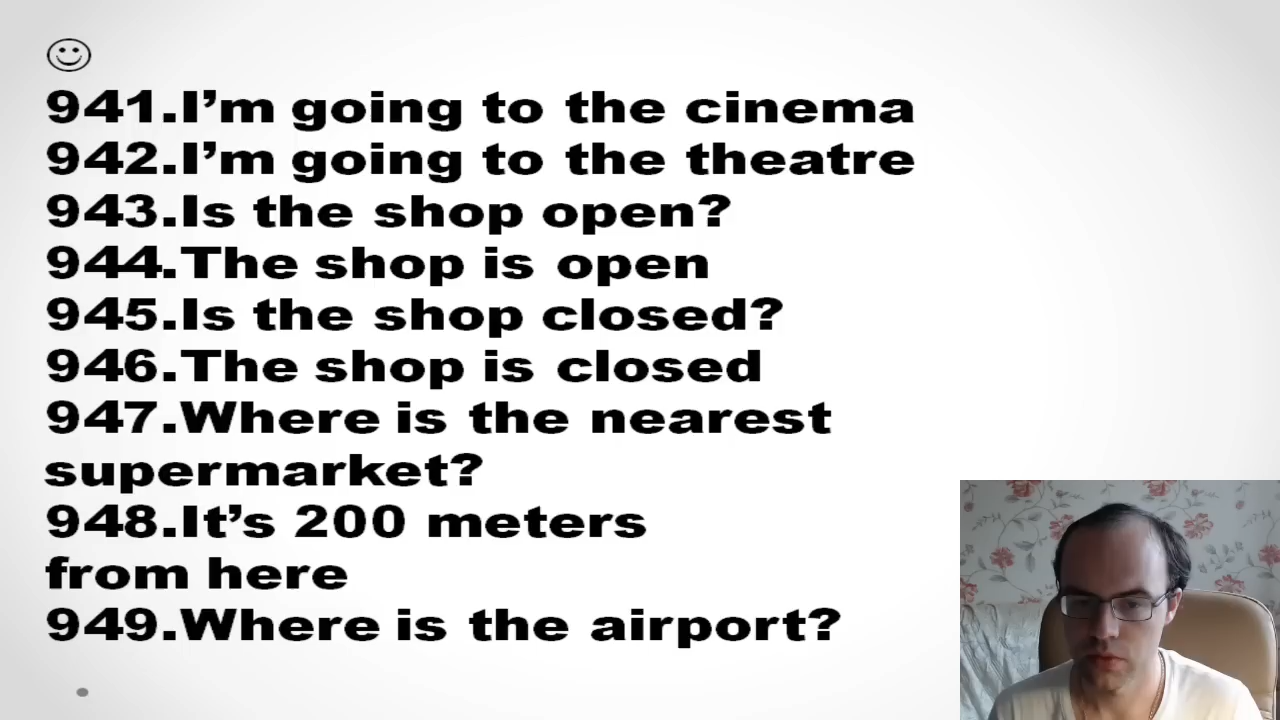 941.I’m going to the cinema
942.I’m going to the theatre
943.Is the shop open?
944.The shop is open
945.Is the shop closed?
946.The shop is closed
947.Where is the nearest
supermarket?
948.It’s 200 meters
from here
949.Where is the airport?